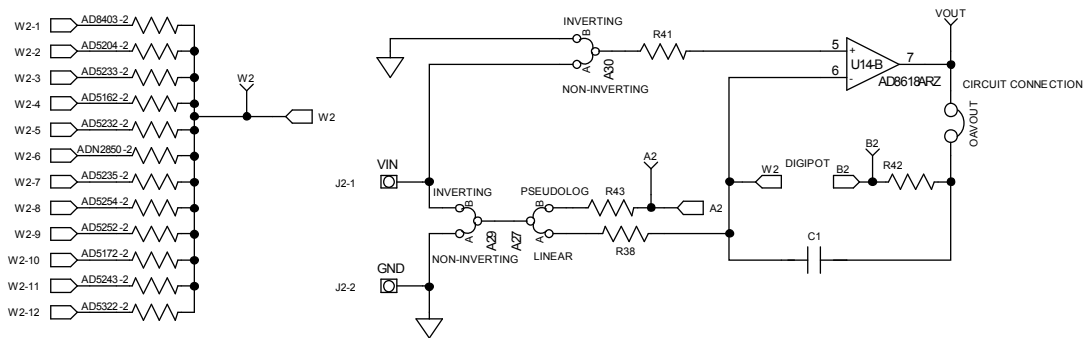 W2-1 AD8403-2
W2-2 AD5204-2
W2-3 AD5233-2
W2-4 AD5162-2
W2-5 AD5232-2
W2-6 ADN2850-2
W2-7 AD5235-2
W2-8 AD5254-2
W2-9 AD5252-2
W2-10 AD5172-2
W2-11 AD5243-2
W2-12 AD5322-2
W2
W2
INVERTING
B
A
A30
NON-INVERTING
R41
VOUT
5
+
6
-
7
U14-B
AD8618ARZ
CIRCUIT CONNECTION
OAVOUT
VIN
J2-1
GND
J2-2
INVERTING
B
A
A29
NON-INVERTING
PSEUDOLOG
B
A
A27
LINEAR
R43
R38
A2
A2
W2
DIGIPOT
B2
B2
R42
C1